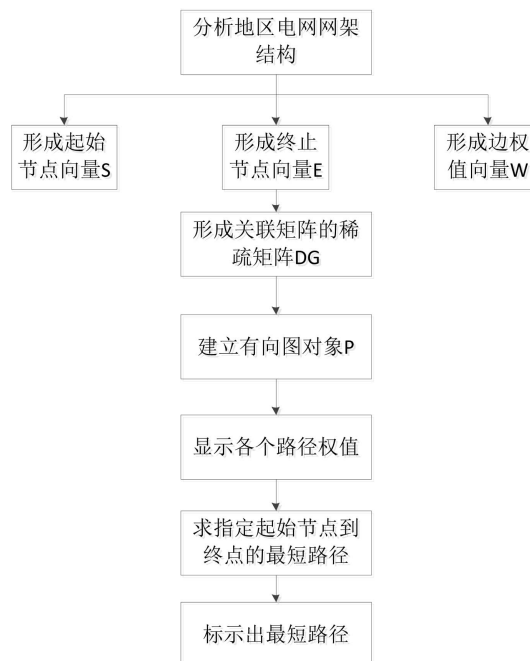 分析地区电网网架
结构
形成起始
节点向量S
形成终止
节点向量E
形成边权
值向量W
形成关联矩阵的稀
疏矩阵DG
建立有向图对象P
显示各个路径权值
求指定起始节点到
终点的最短路径
标示出最短路径